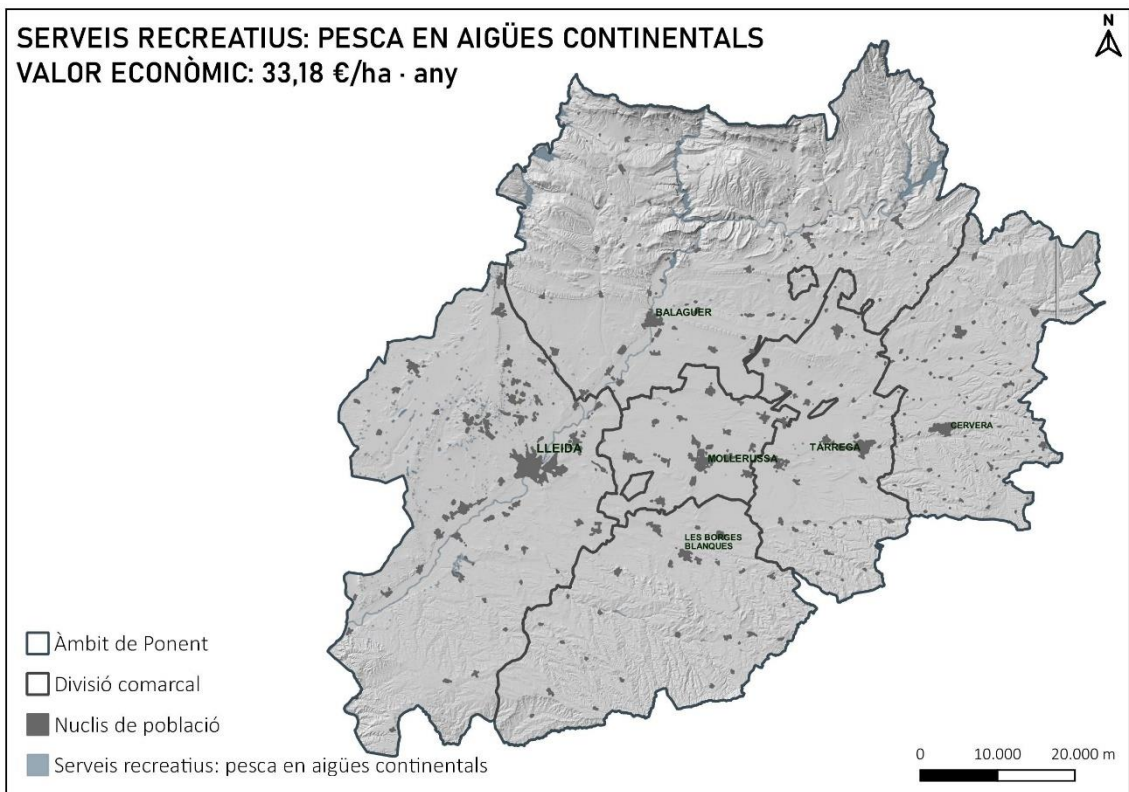 SERVEIS RECREATIUS: PESCA EN AIGÜES CONTINENTALS
VALOR ECONÒMIC: 33,18 €/ha · any
N
BALAGUER
LLEIDA
MOLLERUSSA
TÀRREGA
CERVERA
LES BORGES
BLANQUES
Àmbit de Ponent
Divisió comarcal
Nuclis de població
Serveis recreatius: pesca en aigües continentals
0 10.000 20.000 m